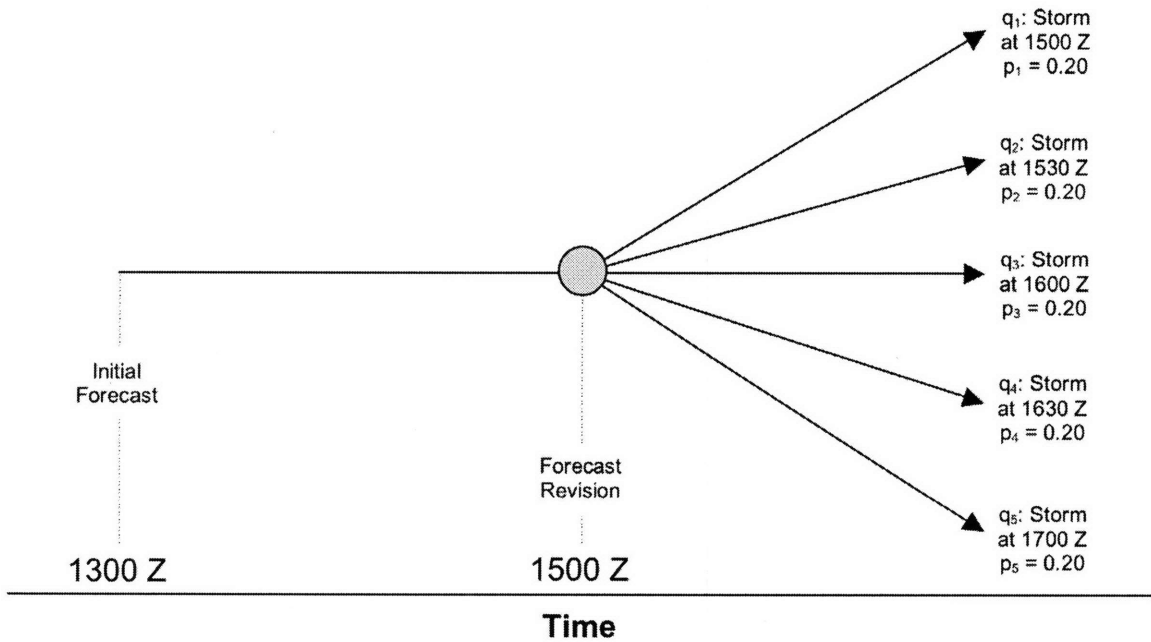 q₁: Storm
at 1500 Z
p₁ = 0.20
q₂: Storm
at 1530 Z
p₂ = 0.20
q₃: Storm
at 1600 Z
p₃ = 0.20
Initial
Forecast
q₄: Storm
at 1630 Z
p₄ = 0.20
Forecast
Revision
q₅: Storm
at 1700 Z
p₅ = 0.20
1300 Z
1500 Z
Time